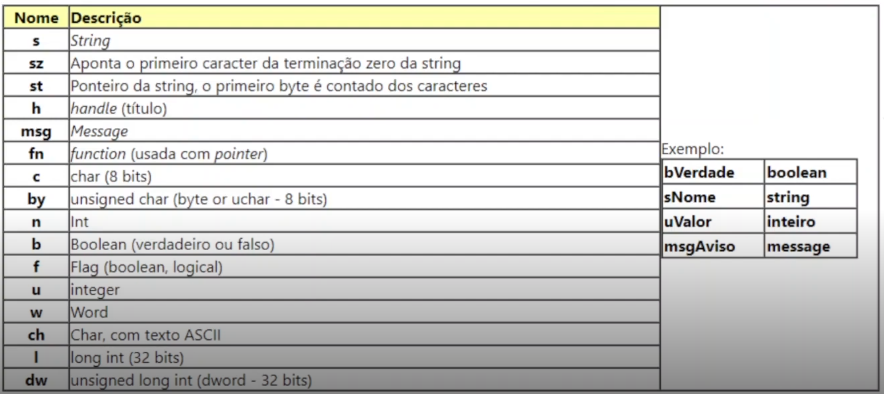 Nome Descrição
s String
sz Aponta o primeiro caracter da terminação zero da string
st Ponteiro da string, o primeiro byte é contado dos caracteres
h handle (título)
msg Message
fn function (usada com pointer)
c char (8 bits)
by unsigned char (byte or uchar - 8 bits)
n Int
b Boolean (verdadeiro ou falso)
f Flag (boolean, logical)
u integer
w Word
ch Char, com texto ASCII
l long int (32 bits)
dw unsigned long int (dword - 32 bits)
Exemplo:
bVerdade boolean
sNome string
uValor inteiro
msgAviso message